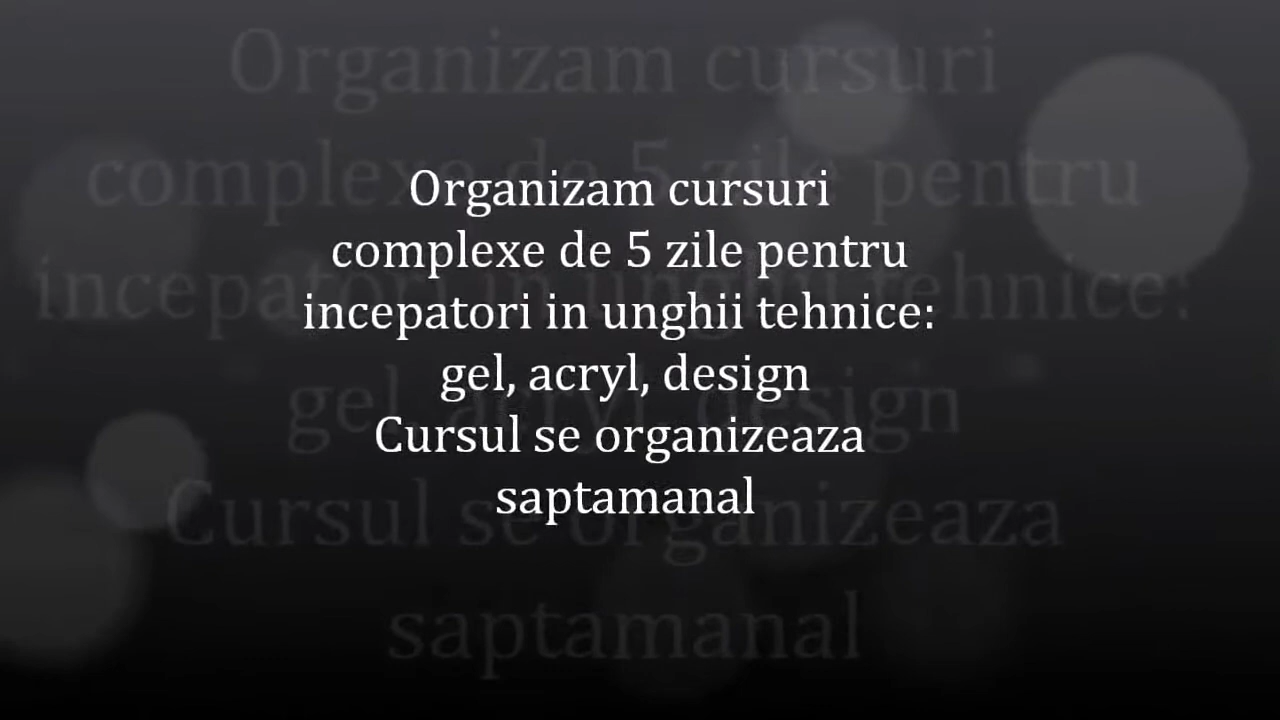 Organizam cursuri
complexe de 5 zile pentru
incepatori in unghii tehnice:
gel, acryl, design
Cursul se organizeaza
saptamanal